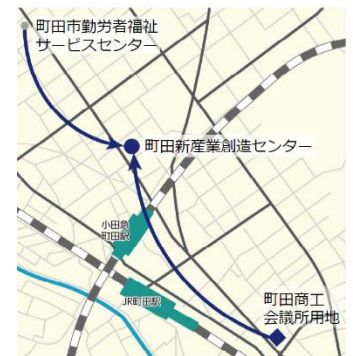 町田市勤労者福祉
サービスセンター
町田新産業創造センター
小田急
町田駅
JR町田駅
町田商工
会議所用地